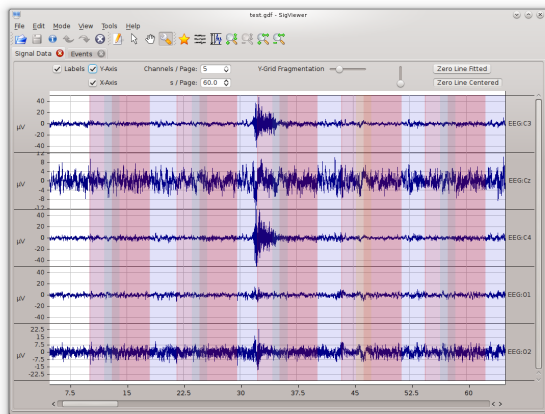 test.gdf - SigViewer
File Edit Mode View Tools Help
Signal Data Events
Labels Y-Axis Channels / Page: 5 Y-Grid Fragmentation Zero Line Fitted
X-Axis s / Page: 60.0 Zero Line Centered
40
20
μV 0 EEG:C3
-20
-40
12
8
4
μV 0 EEG:Cz
-4
-8
40
20
μV 0 EEG:C4
-20
-40
40
20
μV 0 EEG:O1
-20
-40
22.5
15
7.5
μV 0 EEG:O2
-7.5
-15
-22.5
7.5 15 22.5 30 37.5 45 52.5 60